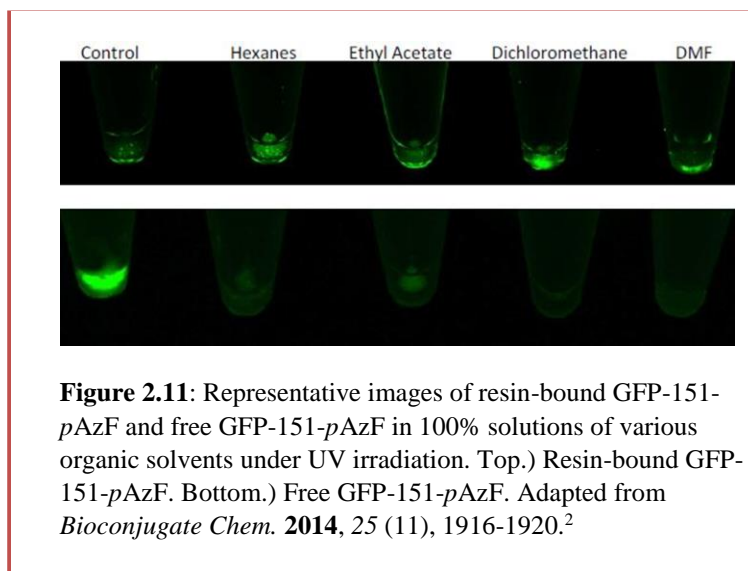 Control Hexanes Ethyl Acetate Dichloromethane DMF
Figure 2.11: Representative images of resin-bound GFP-151-
pAzF and free GFP-151-pAzF in 100% solutions of various
organic solvents under UV irradiation. Top.) Resin-bound GFP-
151-pAzF. Bottom.) Free GFP-151-pAzF. Adapted from
Bioconjugate Chem. 2014, 25 (11), 1916-1920.²